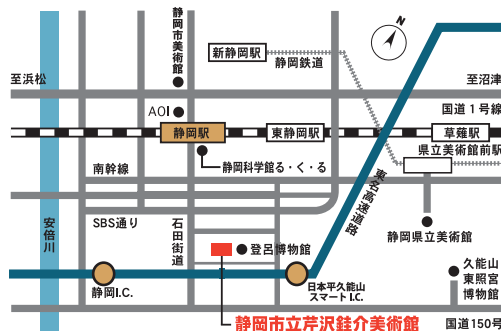 静岡市美術館
新静岡駅
静岡鉄道
N
至浜松
至沼津
AOI
国道1号線
静岡駅
東静岡駅
草薙駅
県立美術館前駅
静岡科学館る・く・る
南幹線
東名高速道路
安倍川
SBS通り
石田街道
登呂博物館
静岡県立美術館
久能山
東照宮
博物館
静岡I.C.
日本平久能山
スマートI.C.
静岡市立芹沢銈介美術館
国道150号